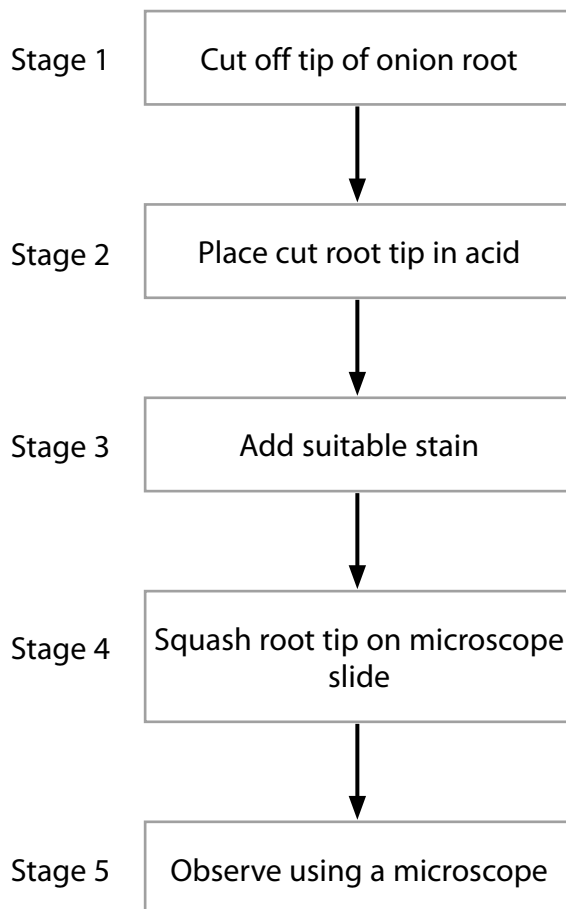 Stage 1 Cut off tip of onion root
Stage 2 Place cut root tip in acid
Stage 3 Add suitable stain
Stage 4 Squash root tip on microscope
slide
Stage 5 Observe using a microscope